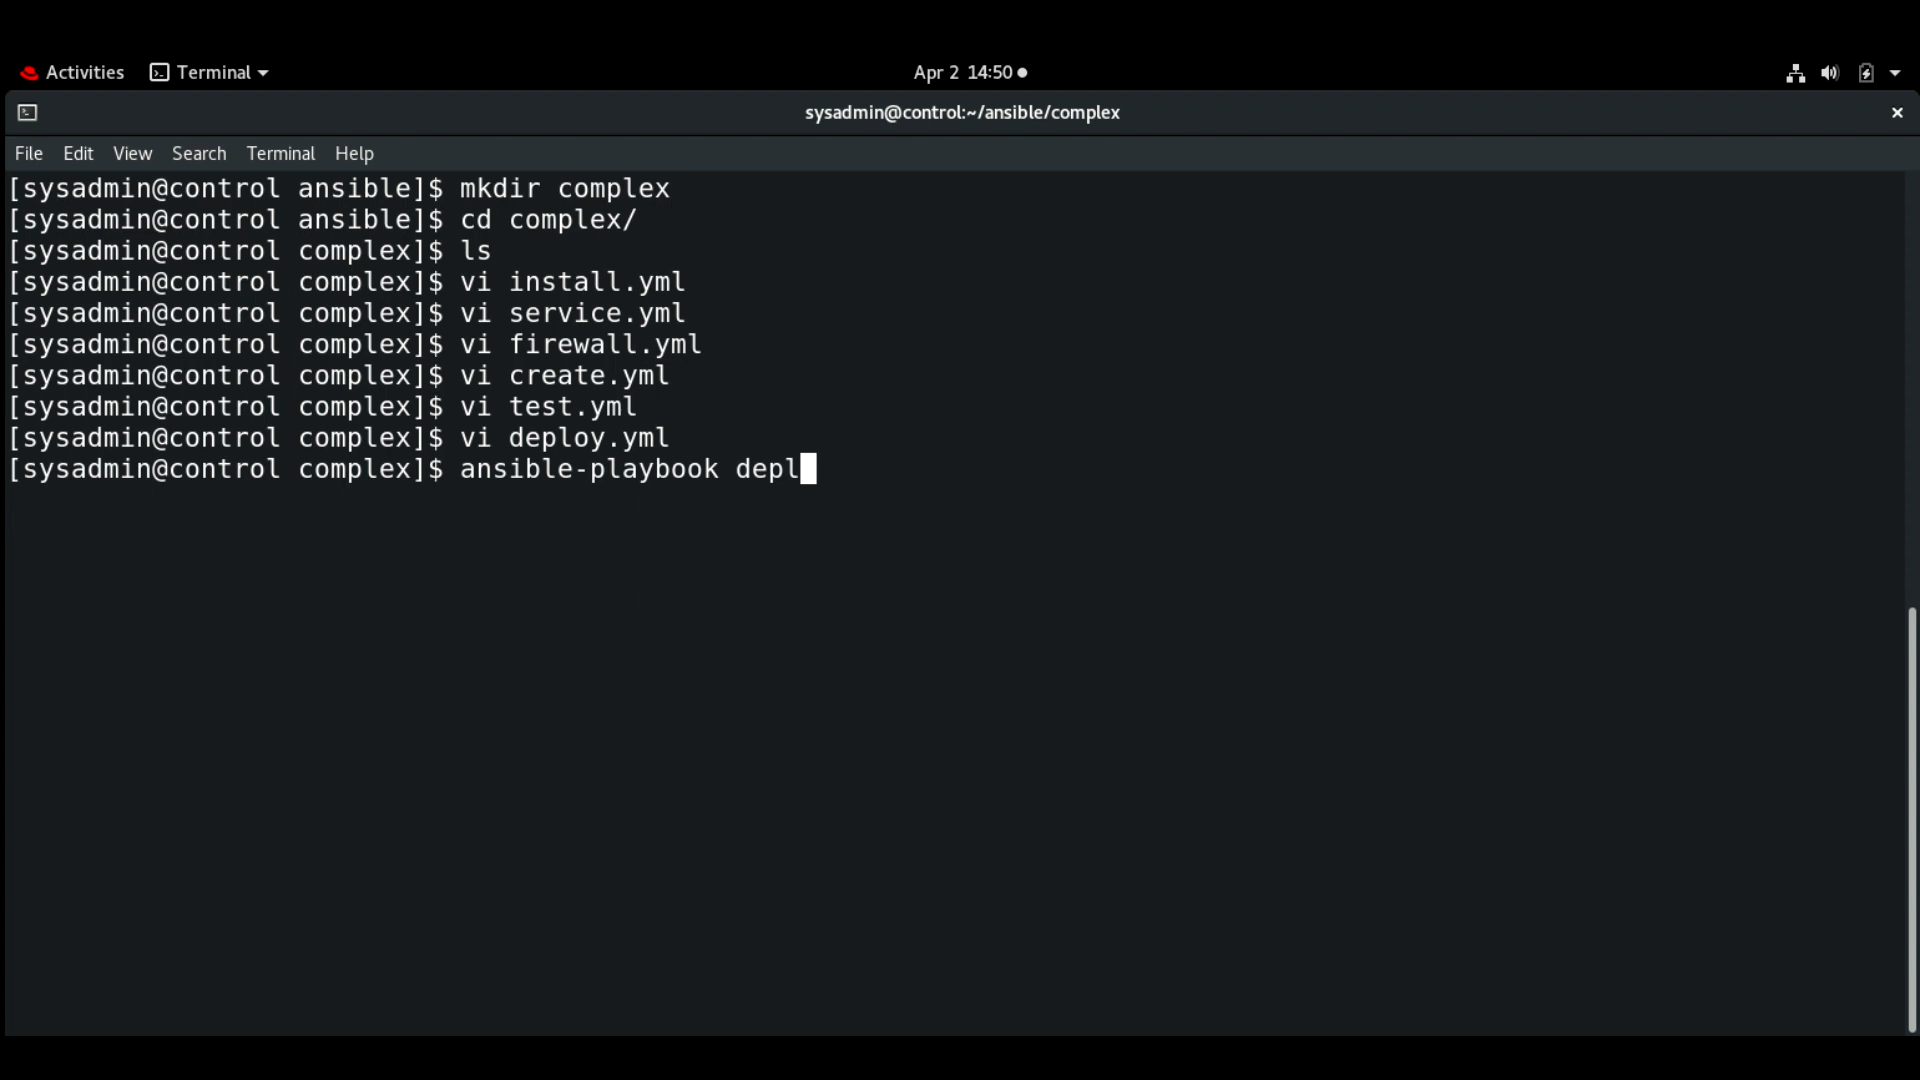 Activities Terminal Apr 2 14:50
sysadmin@control:~/ansible/complex
File Edit View Search Terminal Help
[sysadmin@control ansible]$ mkdir complex
[sysadmin@control ansible]$ cd complex/
[sysadmin@control complex]$ ls
[sysadmin@control complex]$ vi install.yml
[sysadmin@control complex]$ vi service.yml
[sysadmin@control complex]$ vi firewall.yml
[sysadmin@control complex]$ vi create.yml
[sysadmin@control complex]$ vi test.yml
[sysadmin@control complex]$ vi deploy.yml
[sysadmin@control complex]$ ansible-playbook depl